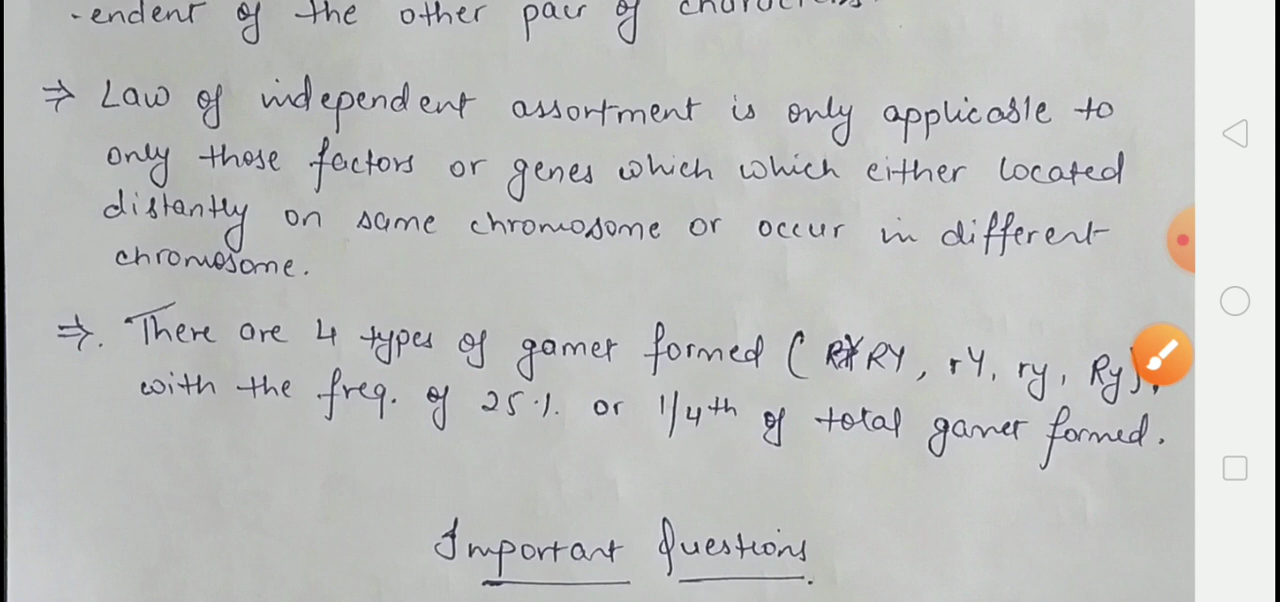 -endent of the other pair of characters.
⇒ Law of independent assortment is only applicable to
only those factors or genes which which either located
distantly on same chromosome or occur in different
chromosome.
⇒. There are 4 types of gamet formed ( RY, rY, ry, Ry),
with the freq. of 25%. or 1/4th of total gamet formed.
Important Questions.